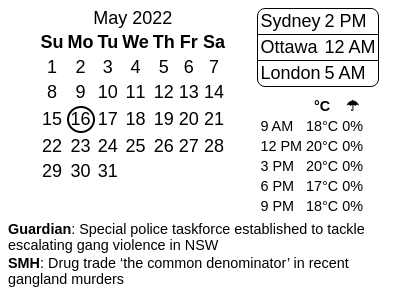 May 2022
Su Mo Tu We Th Fr Sa
1 2 3 4 5 6 7
8 9 10 11 12 13 14
15 16 17 18 19 20 21
22 23 24 25 26 27 28
29 30 31
Sydney 2 PM
Ottawa 12 AM
London 5 AM
°C ☂
9 AM 18°C 0%
12 PM 20°C 0%
3 PM 20°C 0%
6 PM 17°C 0%
9 PM 18°C 0%
Guardian: Special police taskforce established to tackle
escalating gang violence in NSW
SMH: Drug trade ‘the common denominator’ in recent
gangland murders